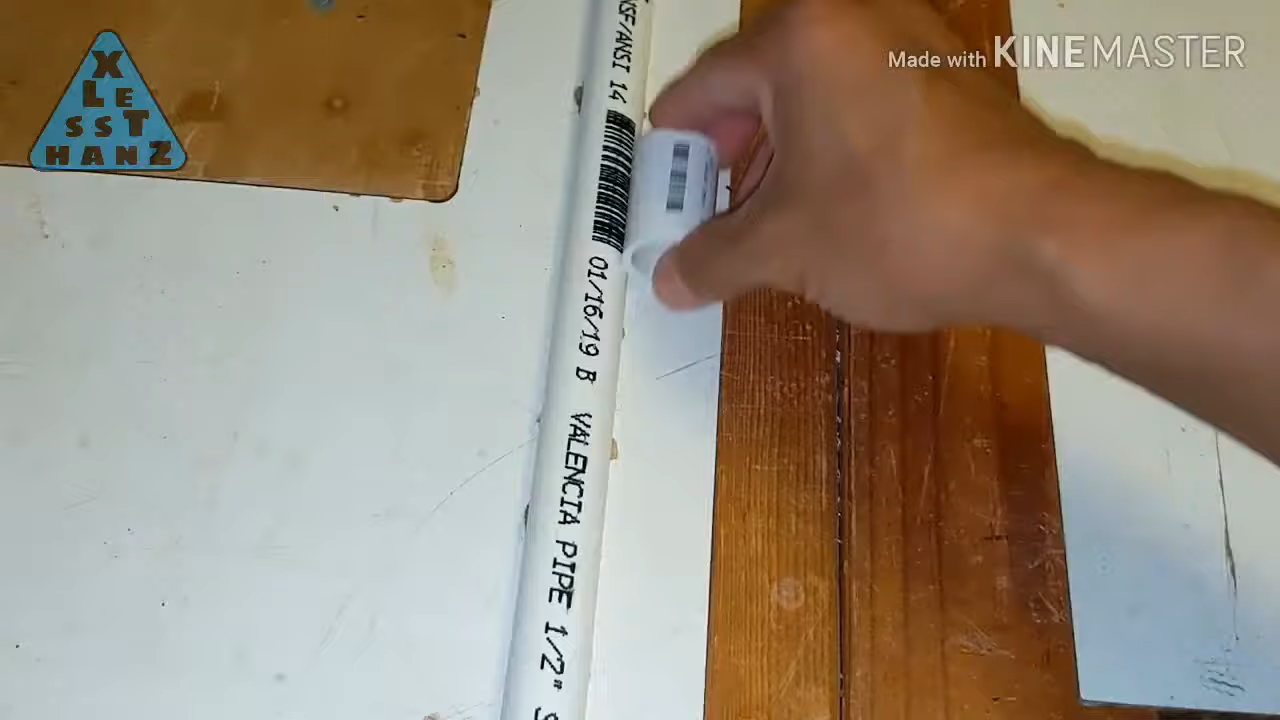 X
LE
SST
HANZ
Made with KINEMASTER
NSF/ANSI 14 01/16/19 B VALENCIA PIPE 1/2" S